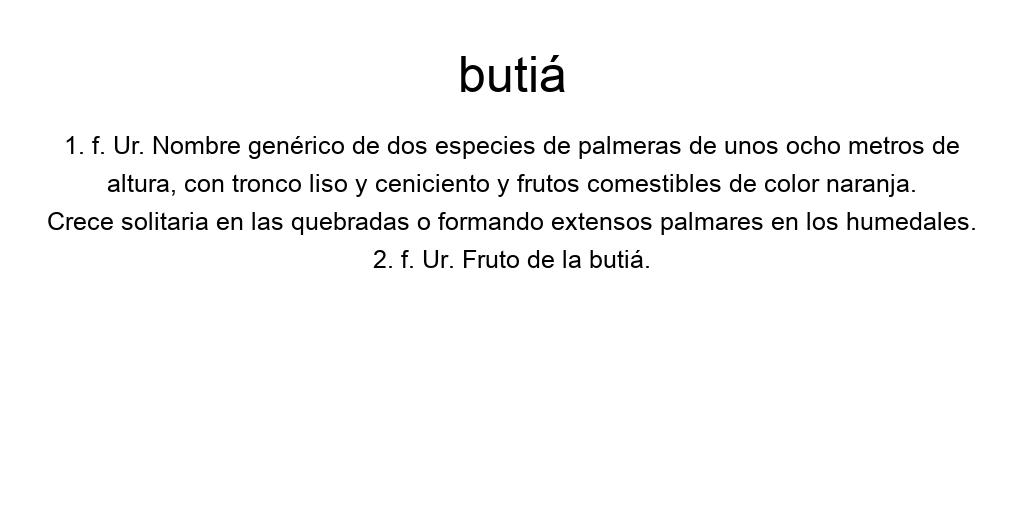 butiá
1. f. Ur. Nombre genérico de dos especies de palmeras de unos ocho metros de
altura, con tronco liso y ceniciento y frutos comestibles de color naranja.
Crece solitaria en las quebradas o formando extensos palmares en los humedales.
2. f. Ur. Fruto de la butiá.